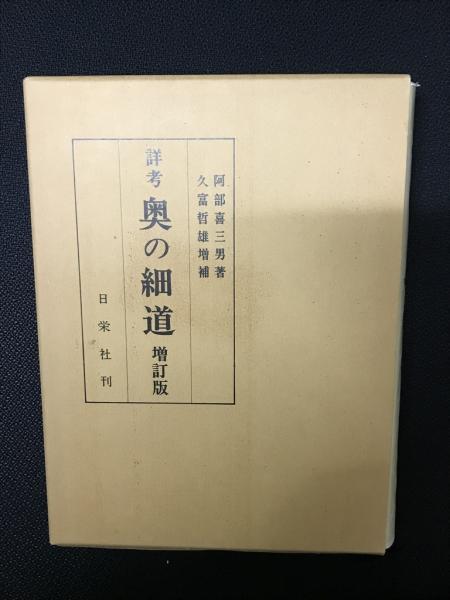 阿部喜三男著
久富哲雄増補
詳考 奥の細道 増訂版
日栄社刊